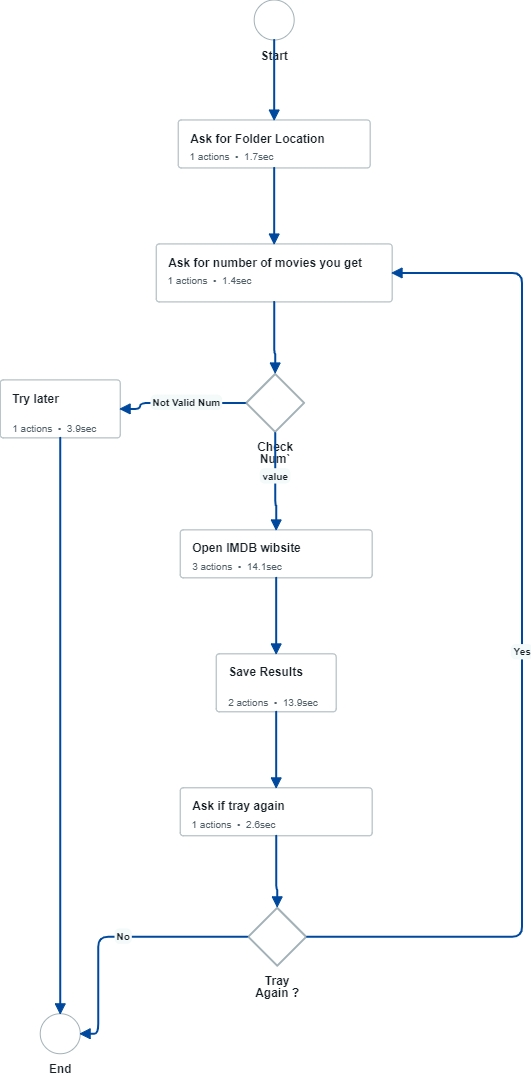 Start
Ask for Folder Location
1 actions • 1.7sec
Ask for number of movies you get
1 actions • 1.4sec
Try later
1 actions • 3.9sec
Not Valid Num
Check
Num`
value
Open IMDB wibsite
3 actions • 14.1sec
Yes
Save Results
2 actions • 13.9sec
Ask if tray again
1 actions • 2.6sec
No
Tray
Again ?
End